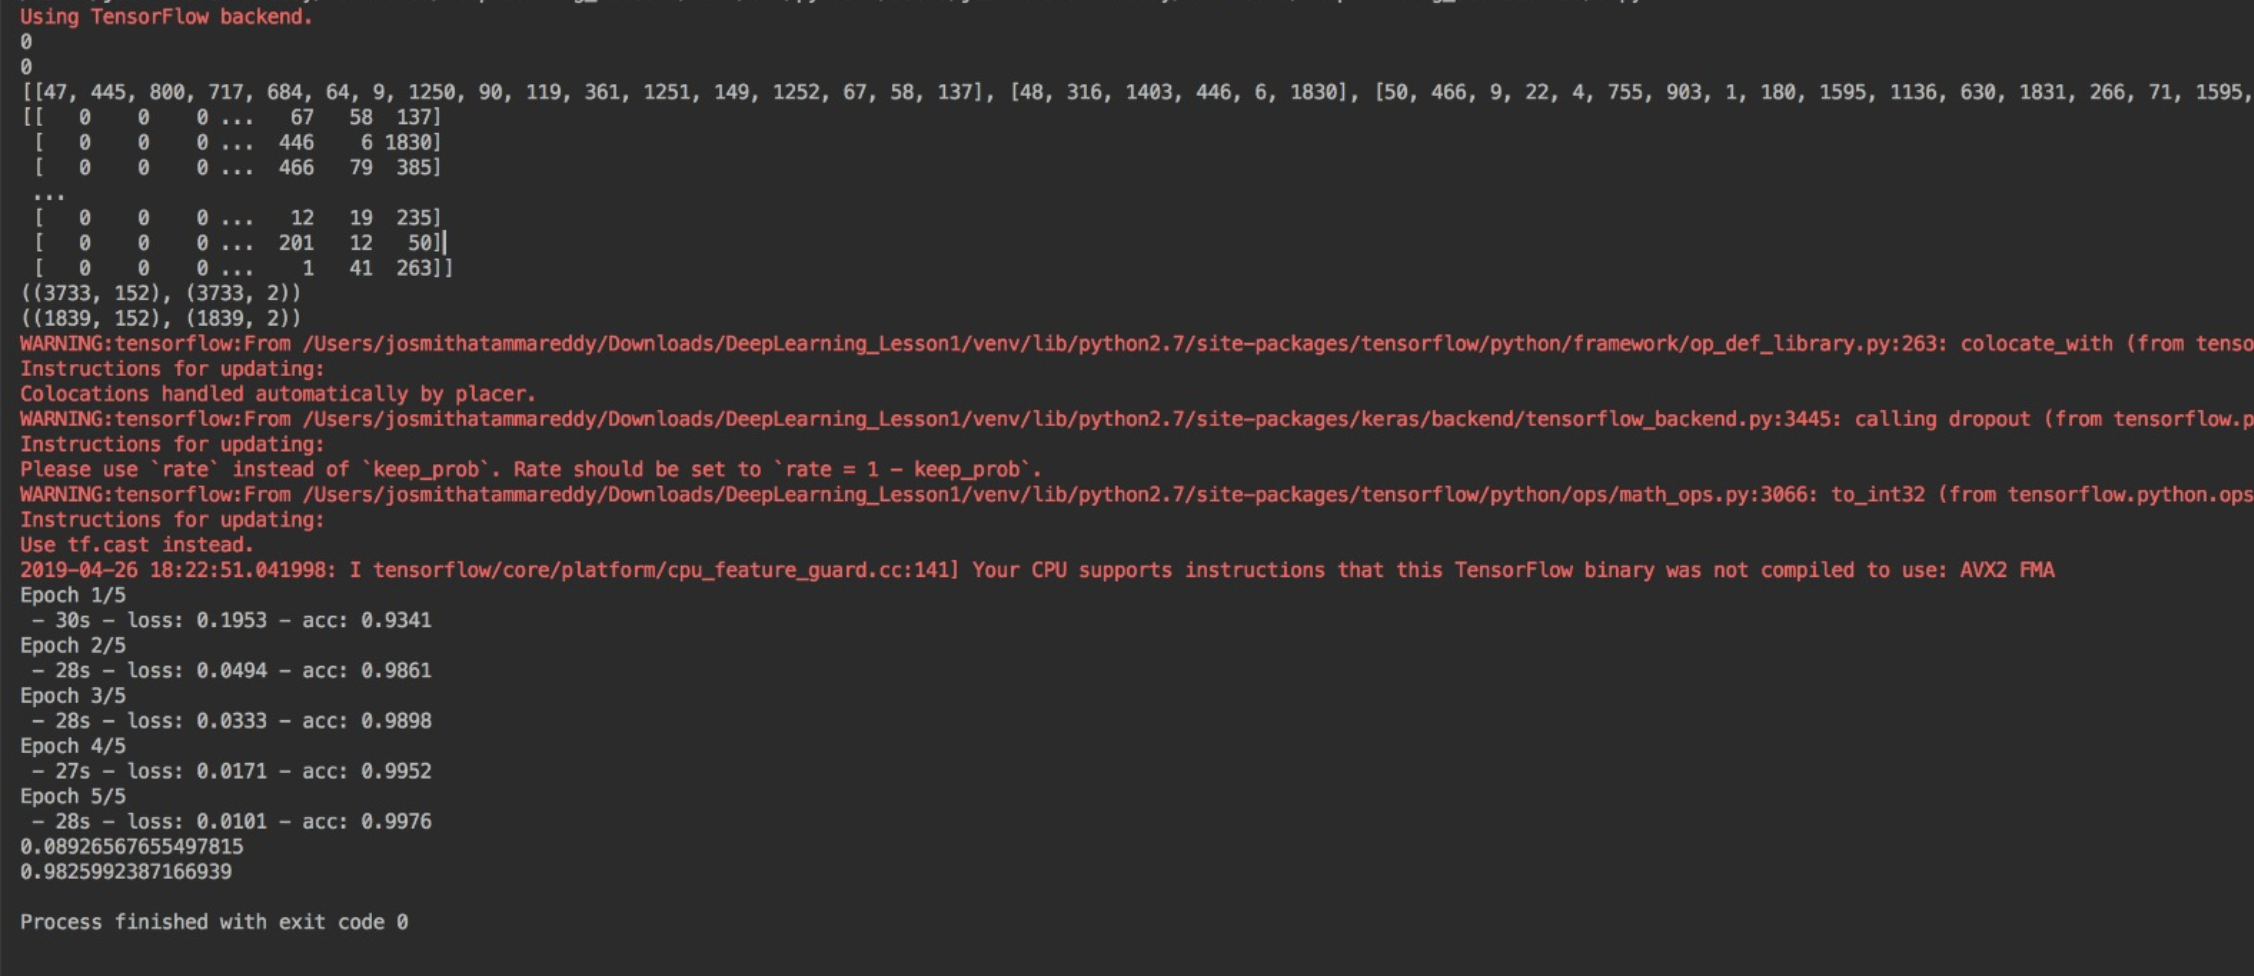 Using TensorFlow backend.
0
0
[[47, 445, 800, 717, 684, 64, 9, 1250, 90, 119, 361, 1251, 149, 1252, 67, 58, 137], [48, 316, 1403, 446, 6, 1830], [50, 466, 9, 22, 4, 755, 903, 1, 180, 1595, 1136, 630, 1831, 266, 71, 1595,
[[   0    0    0 ...   67   58  137]
 [   0    0    0 ...  446    6 1830]
 [   0    0    0 ...  466   79  385]
 ...
 [   0    0    0 ...   12   19  235]
 [   0    0    0 ...  201   12   50]
 [   0    0    0 ...    1   41  263]]
((3733, 152), (3733, 2))
((1839, 152), (1839, 2))
WARNING:tensorflow:From /Users/josmithatammareddy/Downloads/DeepLearning_Lesson1/venv/lib/python2.7/site-packages/tensorflow/python/framework/op_def_library.py:263: colocate_with (from tenso
Instructions for updating:
Colocations handled automatically by placer.
WARNING:tensorflow:From /Users/josmithatammareddy/Downloads/DeepLearning_Lesson1/venv/lib/python2.7/site-packages/keras/backend/tensorflow_backend.py:3445: calling dropout (from tensorflow.p
Instructions for updating:
Please use `rate` instead of `keep_prob`. Rate should be set to `rate = 1 - keep_prob`.
WARNING:tensorflow:From /Users/josmithatammareddy/Downloads/DeepLearning_Lesson1/venv/lib/python2.7/site-packages/tensorflow/python/ops/math_ops.py:3066: to_int32 (from tensorflow.python.ops
Instructions for updating:
Use tf.cast instead.
2019-04-26 18:22:51.041998: I tensorflow/core/platform/cpu_feature_guard.cc:141] Your CPU supports instructions that this TensorFlow binary was not compiled to use: AVX2 FMA
Epoch 1/5
 - 30s - loss: 0.1953 - acc: 0.9341
Epoch 2/5
 - 28s - loss: 0.0494 - acc: 0.9861
Epoch 3/5
 - 28s - loss: 0.0333 - acc: 0.9898
Epoch 4/5
 - 27s - loss: 0.0171 - acc: 0.9952
Epoch 5/5
 - 28s - loss: 0.0101 - acc: 0.9976
0.08926567655497815
0.9825992387166939
Process finished with exit code 0